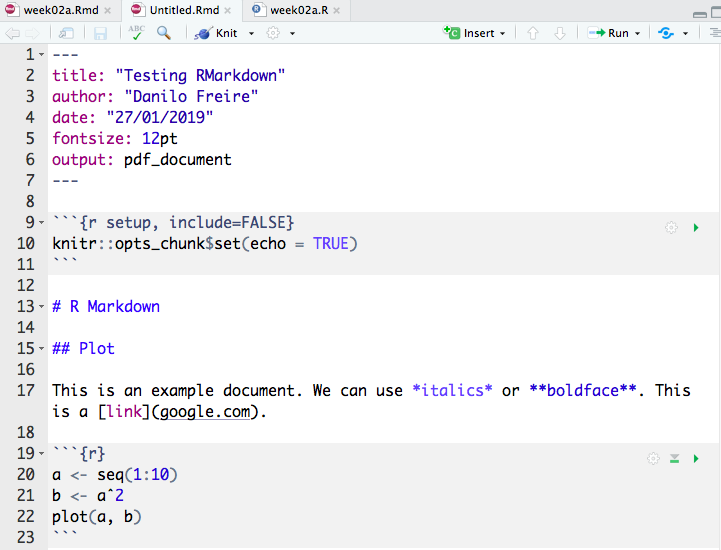 week02a.Rmd × Untitled.Rmd × week02a.R ×
ABC Knit Insert Run
1 ---
2 title: "Testing RMarkdown"
3 author: "Danilo Freire"
4 date: "27/01/2019"
5 fontsize: 12pt
6 output: pdf_document
7 ---
8
9 ```{r setup, include=FALSE}
10 knitr::opts_chunk$set(echo = TRUE)
11 ```
12
13 # R Markdown
14
15 ## Plot
16
17 This is an example document. We can use *italics* or **boldface**. This
is a [link](google.com).
18
19 ```{r}
20 a <- seq(1:10)
21 b <- a^2
22 plot(a, b)
23 ```